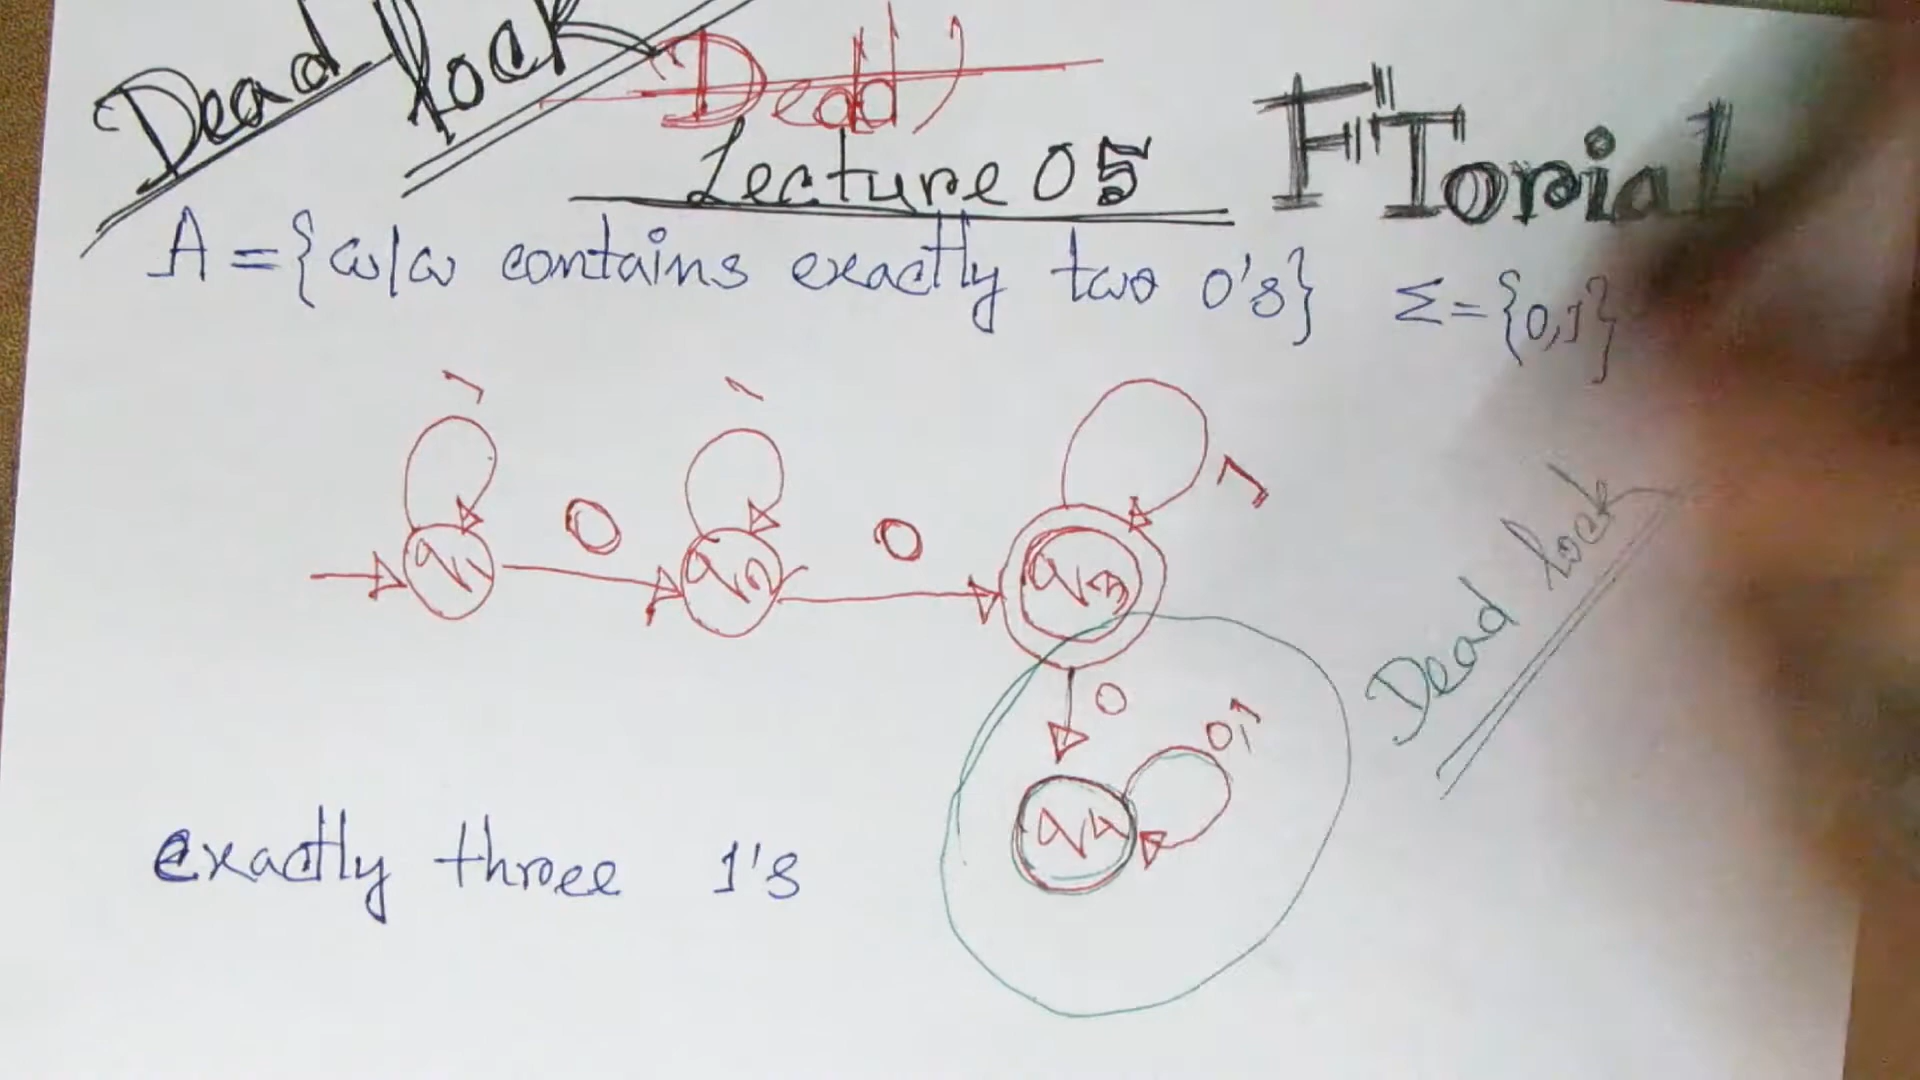 Dead lock
Dead
Lecture 05
FTorial
A = {ω/ω contains exactly two 0's} Σ = {0,1}
1
1
1
0
0
q1
q2
q3
0
0,1
q4
Dead lock
exactly three 1's